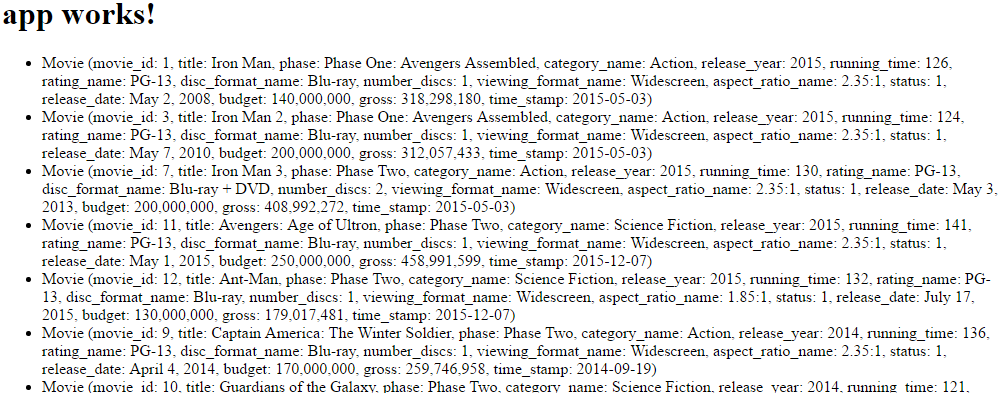 app works!
• Movie (movie_id: 1, title: Iron Man, phase: Phase One: Avengers Assembled, category_name: Action, release_year: 2015, running_time: 126,
rating_name: PG-13, disc_format_name: Blu-ray, number_discs: 1, viewing_format_name: Widescreen, aspect_ratio_name: 2.35:1, status: 1,
release_date: May 2, 2008, budget: 140,000,000, gross: 318,298,180, time_stamp: 2015-05-03)
• Movie (movie_id: 3, title: Iron Man 2, phase: Phase One: Avengers Assembled, category_name: Action, release_year: 2015, running_time: 124,
rating_name: PG-13, disc_format_name: Blu-ray, number_discs: 1, viewing_format_name: Widescreen, aspect_ratio_name: 2.35:1, status: 1,
release_date: May 7, 2010, budget: 200,000,000, gross: 312,057,433, time_stamp: 2015-05-03)
• Movie (movie_id: 7, title: Iron Man 3, phase: Phase Two, category_name: Action, release_year: 2015, running_time: 130, rating_name: PG-13,
disc_format_name: Blu-ray + DVD, number_discs: 2, viewing_format_name: Widescreen, aspect_ratio_name: 2.35:1, status: 1, release_date: May 3,
2013, budget: 200,000,000, gross: 408,992,272, time_stamp: 2015-05-03)
• Movie (movie_id: 11, title: Avengers: Age of Ultron, phase: Phase Two, category_name: Science Fiction, release_year: 2015, running_time: 141,
rating_name: PG-13, disc_format_name: Blu-ray, number_discs: 1, viewing_format_name: Widescreen, aspect_ratio_name: 2.35:1, status: 1,
release_date: May 1, 2015, budget: 250,000,000, gross: 458,991,599, time_stamp: 2015-12-07)
• Movie (movie_id: 12, title: Ant-Man, phase: Phase Two, category_name: Science Fiction, release_year: 2015, running_time: 132, rating_name: PG-
13, disc_format_name: Blu-ray, number_discs: 1, viewing_format_name: Widescreen, aspect_ratio_name: 1.85:1, status: 1, release_date: July 17,
2015, budget: 130,000,000, gross: 179,017,481, time_stamp: 2015-12-07)
• Movie (movie_id: 9, title: Captain America: The Winter Soldier, phase: Phase Two, category_name: Action, release_year: 2014, running_time: 136,
rating_name: PG-13, disc_format_name: Blu-ray, number_discs: 1, viewing_format_name: Widescreen, aspect_ratio_name: 2.35:1, status: 1,
release_date: April 4, 2014, budget: 170,000,000, gross: 259,746,958, time_stamp: 2014-09-19)
• Movie (movie_id: 10, title: Guardians of the Galaxy, phase: Phase Two, category_name: Science Fiction, release_year: 2014, running_time: 121,